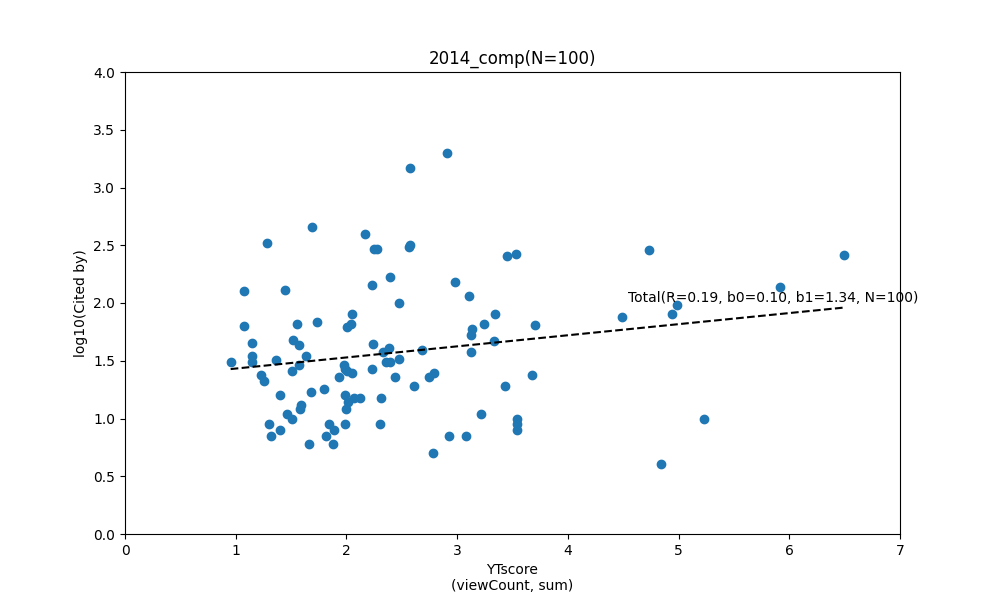 2014_comp(N=100)
4.0
3.5
3.0
2.5
2.0
1.5
1.0
0.5
0.0
log10(Cited by)
Total(R=0.19, b0=0.10, b1=1.34, N=100)
0 1 2 3 4 5 6 7
YTscore
(viewCount, sum)